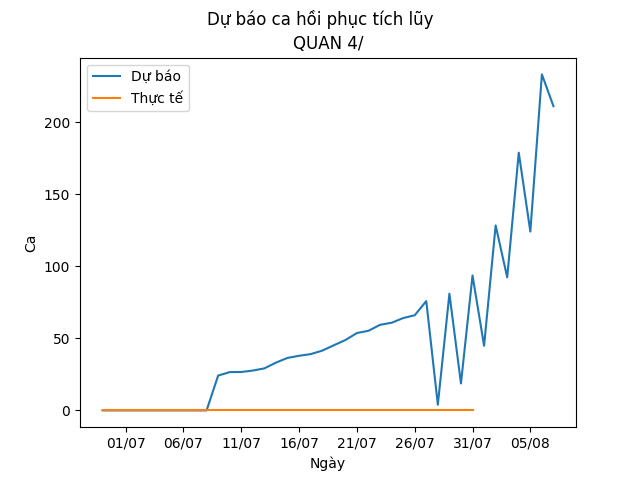 Dự báo ca hồi phục tích lũy
QUAN 4/
Dự báo
Thực tế
Ca
200
150
100
50
0
01/07 06/07 11/07 16/07 21/07 26/07 31/07 05/08
Ngày